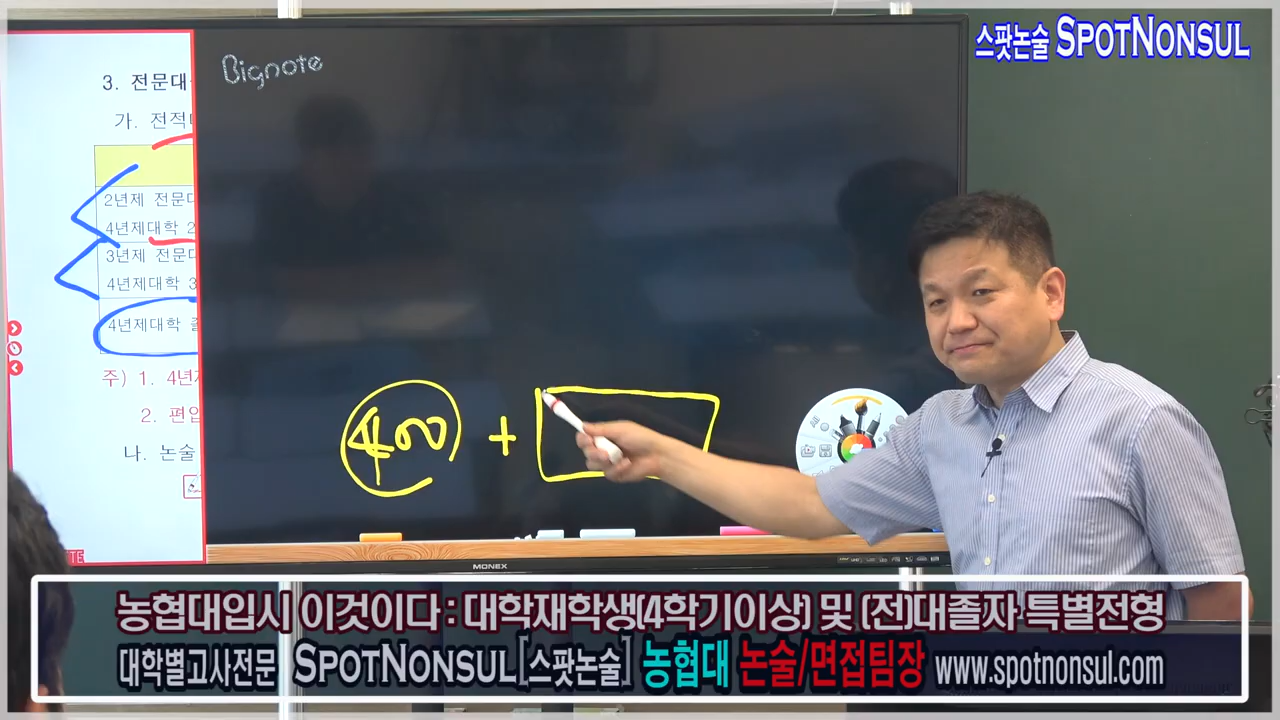 스팟논술 SPOTNONSUL
Bignote
3. 전문대
가. 전적
2년제 전문대
4년제대학 2
3년제 전문대
4년제대학 3
4년제대학 졸
주) 1. 4년
2. 편입
나. 논술
400 +
MONEX
농협대입시 이것이다 : 대학재학생(4학기이상) 및 (전)대졸자 특별전형
대학별고사전문 SPOTNONSUL[스팟논술] 농협대 논술/면접팀장 www.spotnonsul.com